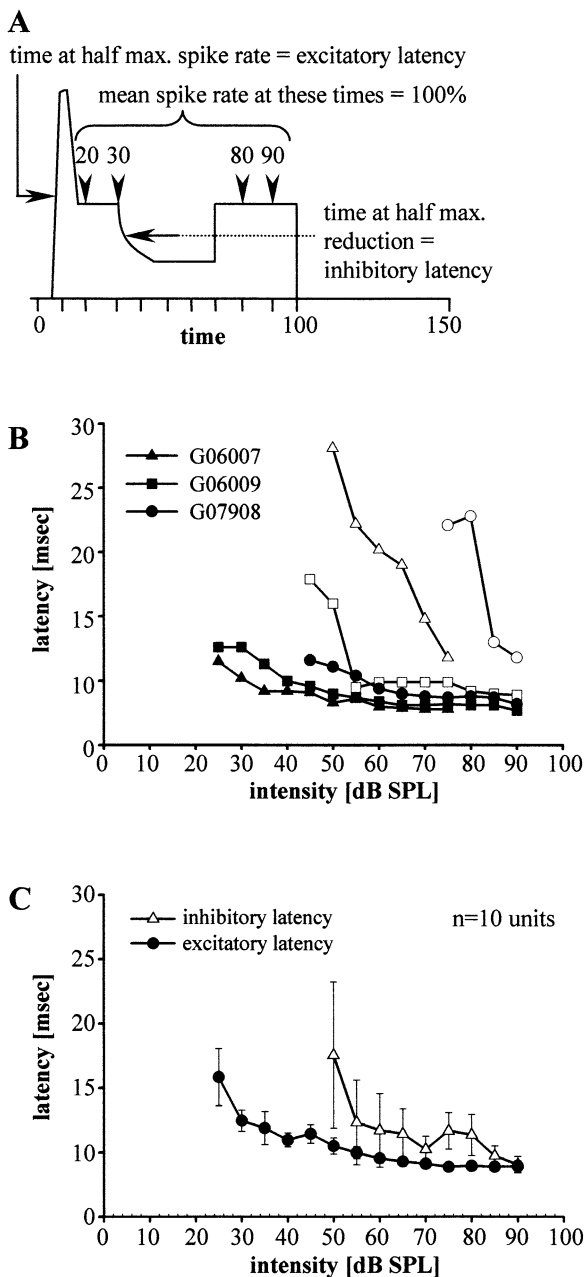 A
time at half max. spike rate = excitatory latency
mean spike rate at these times = 100%
20 30 80 90
time at half max.
reduction =
inhibitory latency
0 100 150
time
B
30
25
20
15
10
0
latency [msec]
G06007
G06009
G07908
0 10 20 30 40 50 60 70 80 90 100
intensity [dB SPL]
C
30
25
20
15
10
0
latency [msec]
inhibitory latency
excitatory latency
n=10 units
0 10 20 30 40 50 60 70 80 90 100
intensity [dB SPL]